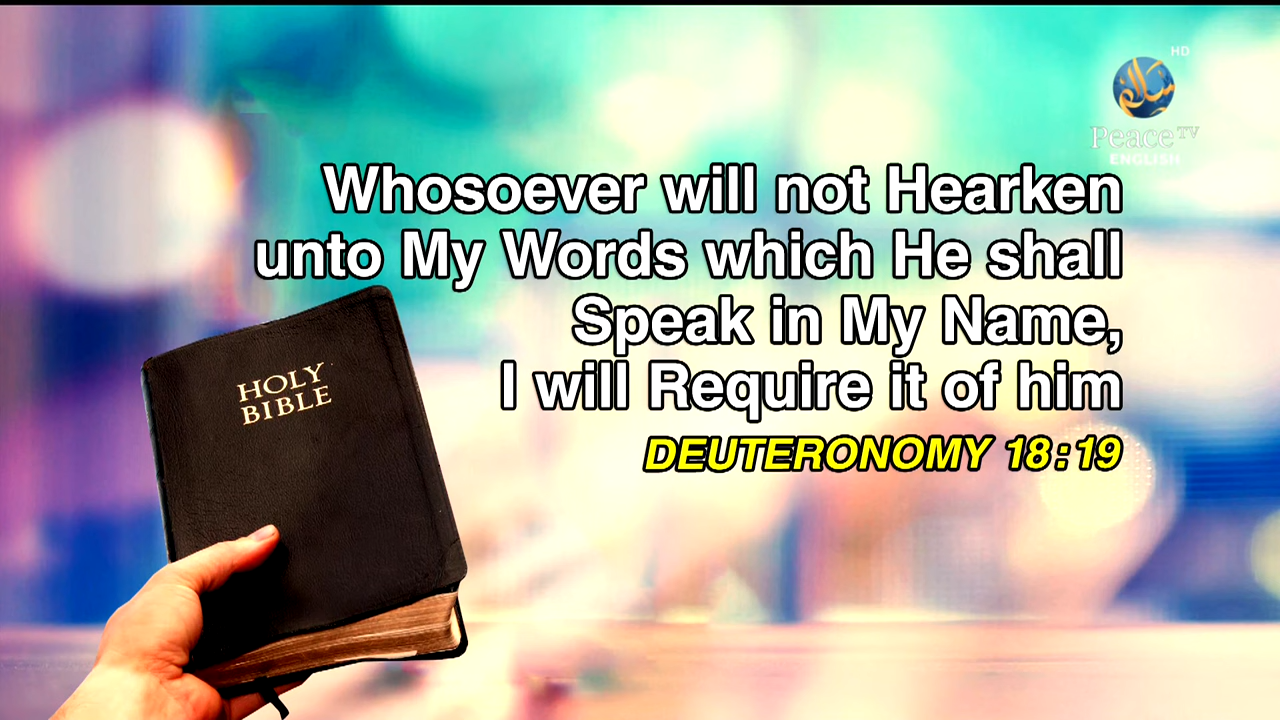 HD
سلام
Peace TV
ENGLISH
Whosoever will not Hearken
unto My Words which He shall
Speak in My Name,
I will Require it of him
DEUTERONOMY 18:19
HOLY
BIBLE